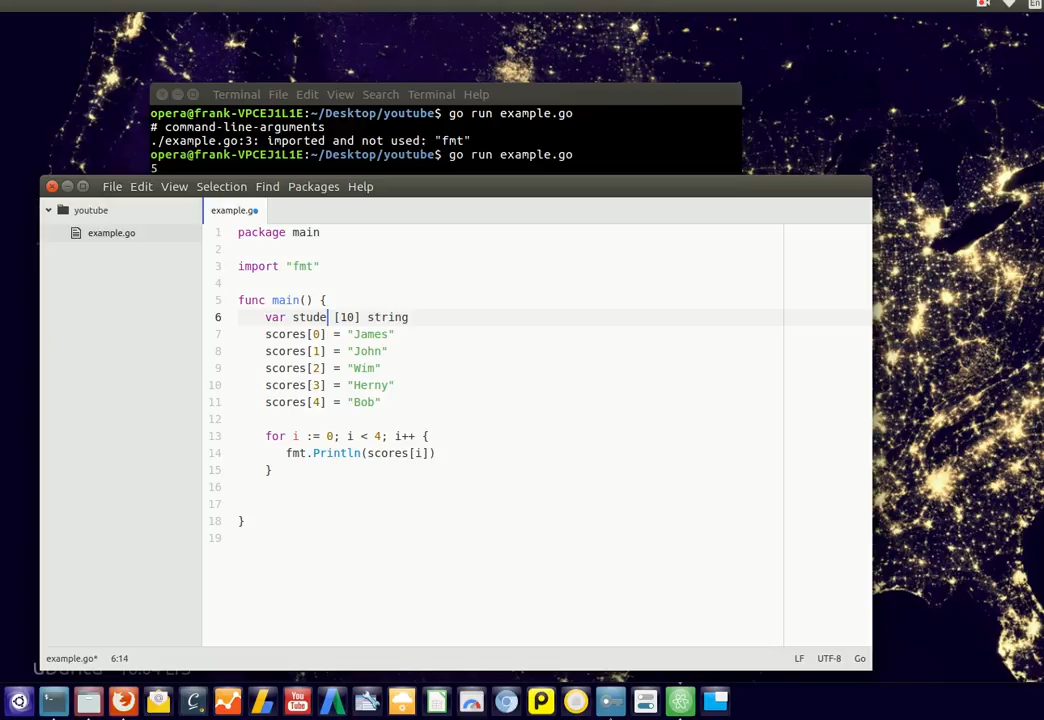 En
Terminal File Edit View Search Terminal Help
opera@frank-VPCEJ1L1E:~/Desktop/youtube$ go run example.go
# command-line-arguments
./example.go:3: imported and not used: "fmt"
opera@frank-VPCEJ1L1E:~/Desktop/youtube$ go run example.go
5
File Edit View Selection Find Packages Help
youtube
example.go
example.go
1 package main
2
3 import "fmt"
4
5 func main() {
6 var stude [10] string
7 scores[0] = "James"
8 scores[1] = "John"
9 scores[2] = "Wim"
10 scores[3] = "Herny"
11 scores[4] = "Bob"
12
13 for i := 0; i < 4; i++ {
14 fmt.Println(scores[i])
15 }
16
17
18 }
19
example.go* 6:14 LF UTF-8 Go
You
Tube